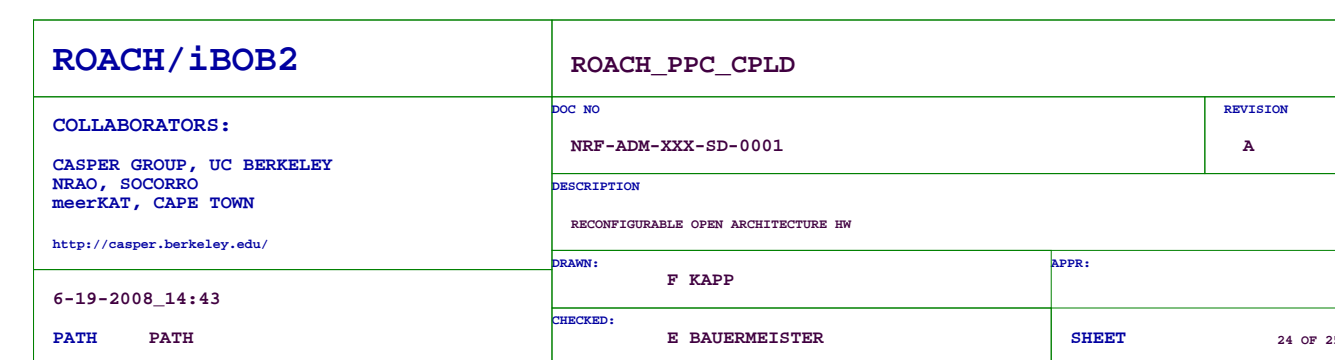 ROACH/iBOB2
ROACH_PPC_CPLD
COLLABORATORS:
CASPER GROUP, UC BERKELEY
NRAO, SOCORRO
meerKAT, CAPE TOWN
http://casper.berkeley.edu/
DOC NO
NRF-ADM-XXX-SD-0001
REVISION
A
DESCRIPTION
RECONFIGURABLE OPEN ARCHITECTURE HW
DRAWN:
F KAPP
APPR:
6-19-2008_14:43
PATH PATH
CHECKED:
E BAUERMEISTER
SHEET 24 OF